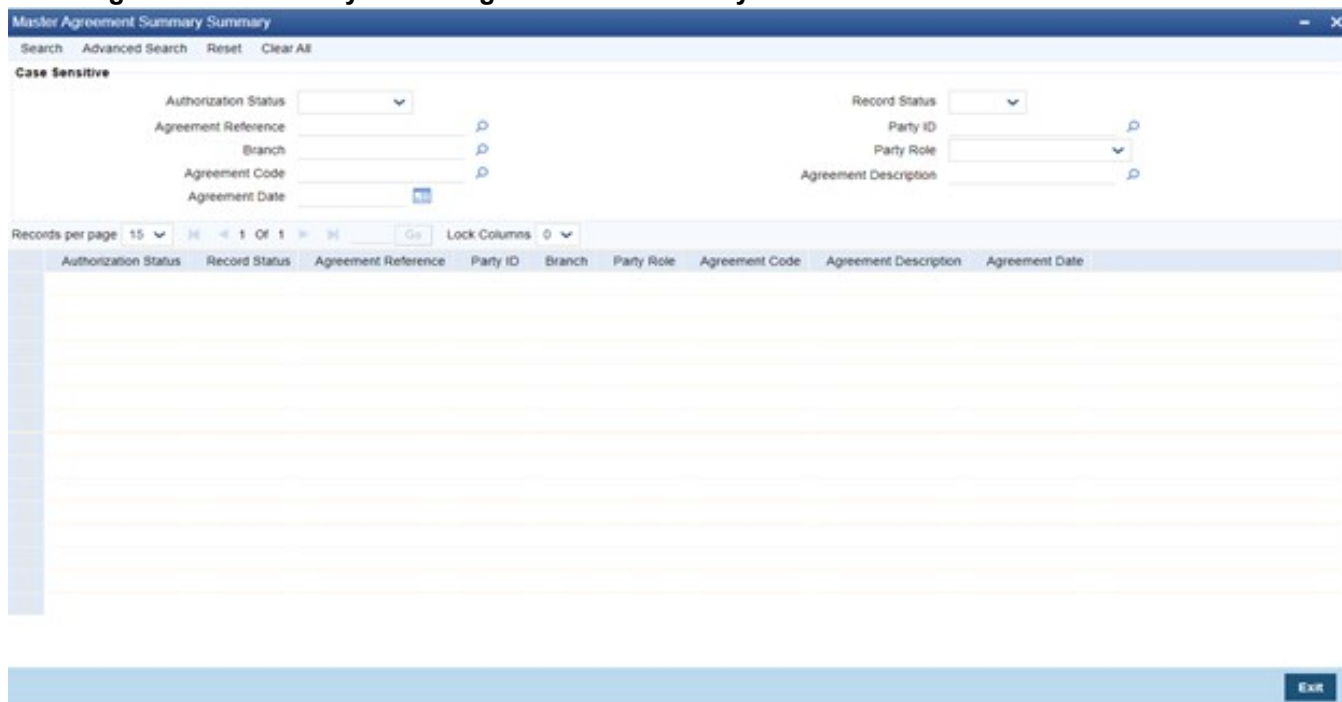 Master Agreement Summary Summary
Search Advanced Search Reset Clear All
Case Sensitive
Authorization Status Record Status
Agreement Reference Party ID
Branch Party Role
Agreement Code Agreement Description
Agreement Date
Records per page 15 1 Of 1 Go Lock Columns 0
Authorization Status Record Status Agreement Reference Party ID Branch Party Role Agreement Code Agreement Description Agreement Date
Exit